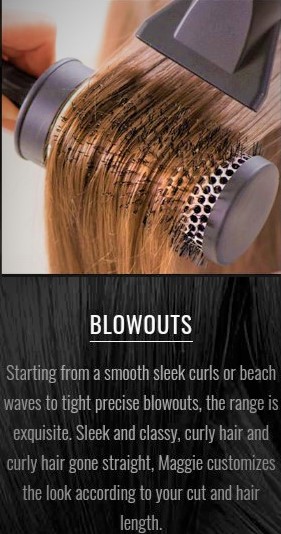 BLOWOUTS
Starting from a smooth sleek curls or beach
waves to tight precise blowouts, the range is
exquisite. Sleek and classy, curly hair and
curly hair gone straight, Maggie customizes
the look according to your cut and hair
length.